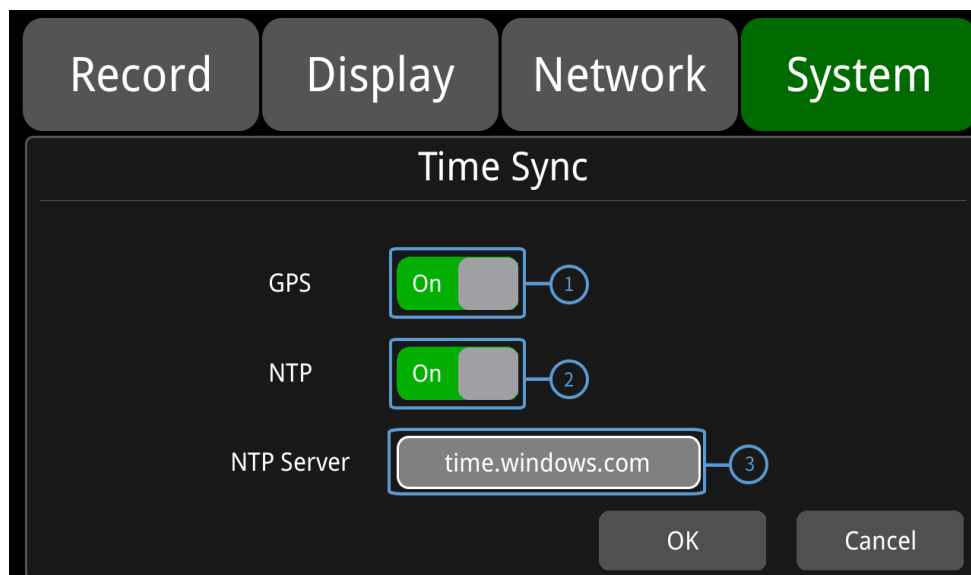 Record Display Network System
Time Sync
GPS On 1
NTP On 2
NTP Server time.windows.com 3
OK Cancel